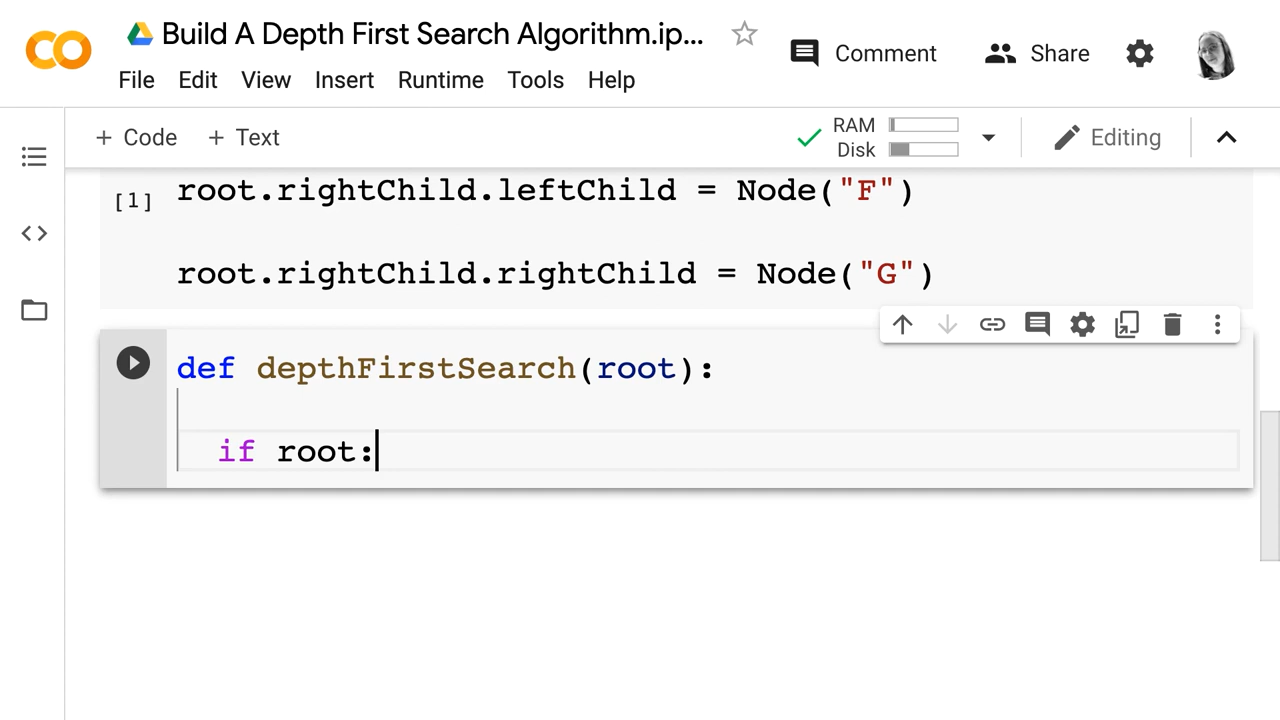 Build A Depth First Search Algorithm.ip...
Comment
Share
File Edit View Insert Runtime Tools Help
+ Code + Text
RAM
Disk
Editing
[1]
root.rightChild.leftChild = Node("F")
root.rightChild.rightChild = Node("G")
def depthFirstSearch(root):
if root: